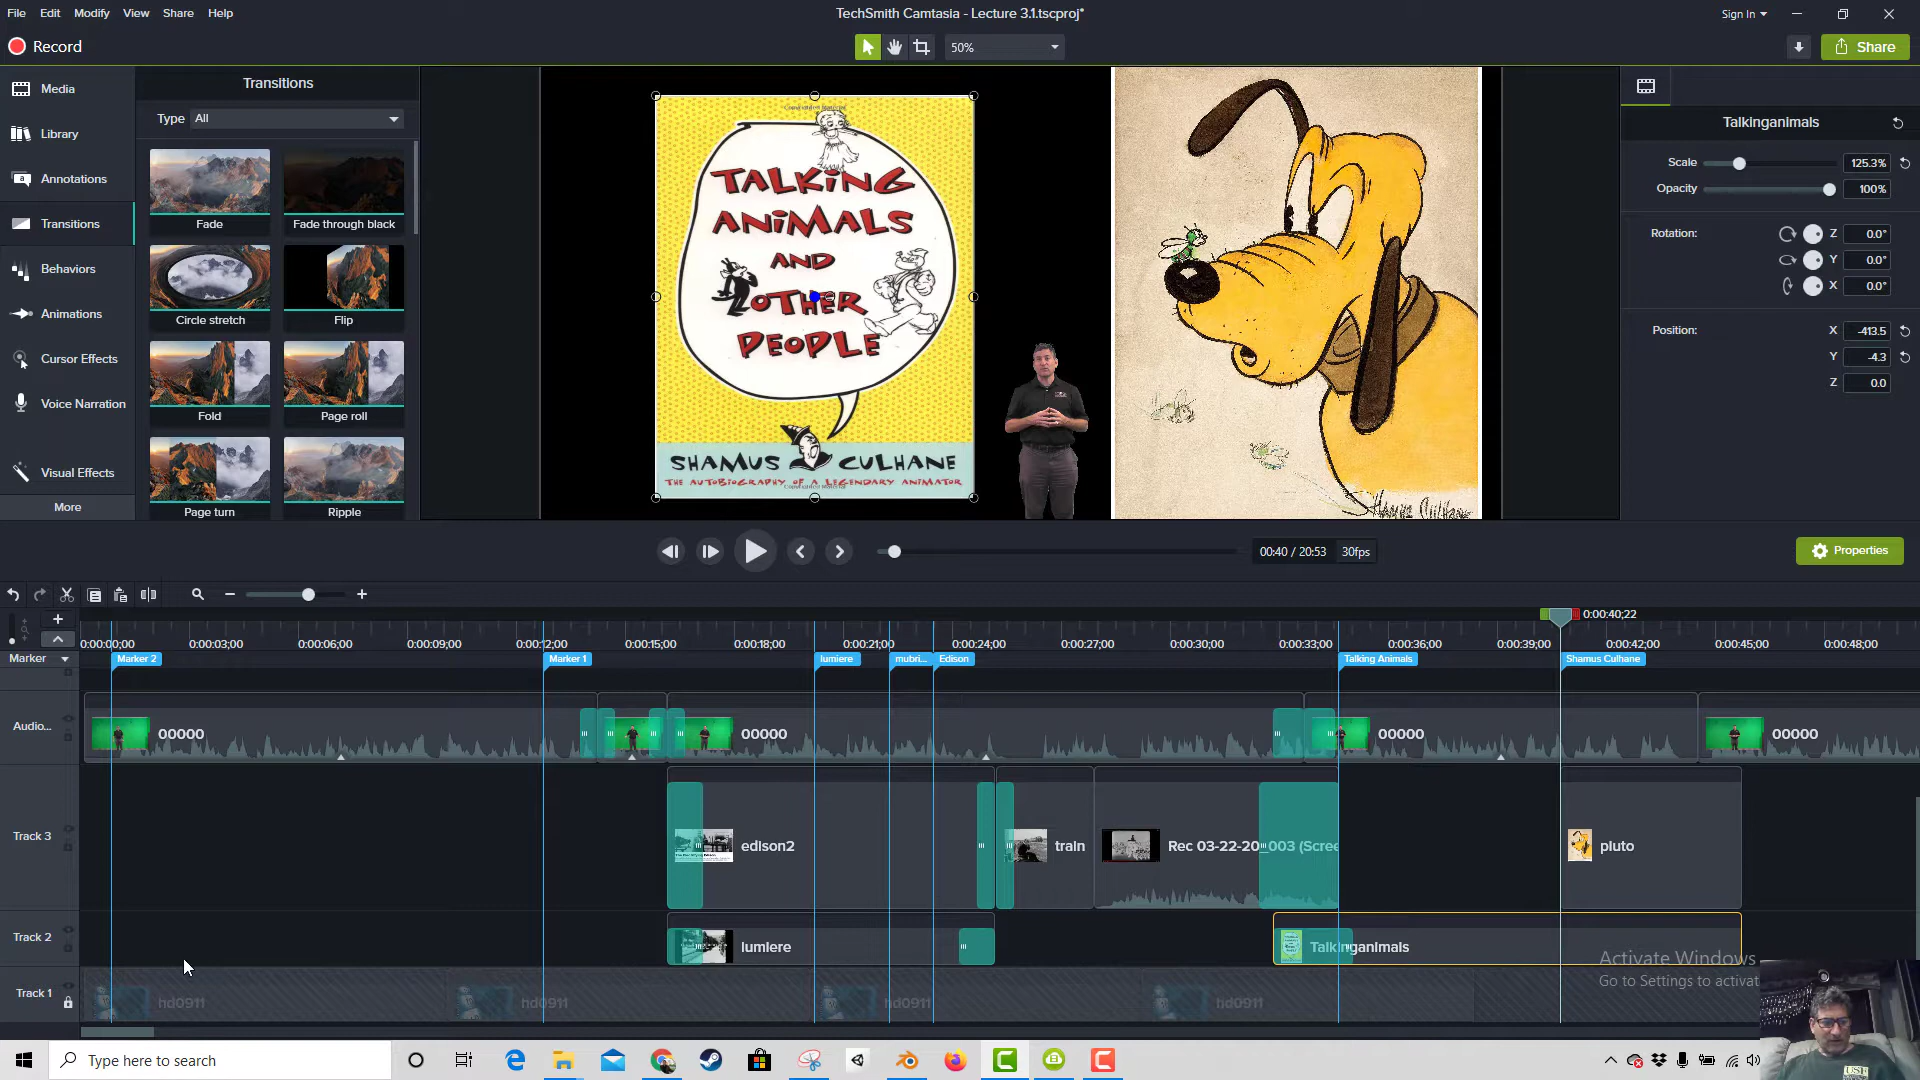 File Edit Modify View Share Help
TechSmith Camtasia - Lecture 3.1.tscproj*
Sign In
Record
50%
Share
Media
Library
Annotations
Transitions
Behaviors
Animations
Cursor Effects
Voice Narration
Visual Effects
More
Transitions
Type All
Fade
Fade through black
Circle stretch
Flip
Fold
Page roll
Page turn
Ripple
TALKING
ANIMALS
AND
OTHER
PEOPLE
SHAMUS CULHANE
THE AUTOBIOGRAPHY OF A LEGENDARY ANIMATOR
Shamus Culhane
Talkinganimals
Scale 125.3%
Opacity 100%
Rotation: Z 0.0°
Y 0.0°
X 0.0°
Position: X -413.5
Y -4.3
Z 0.0
00:40 / 20:53 30fps
Properties
0:00:40;22
0:00:00;00 0:00:03;00 0:00:06;00 0:00:09;00 0:00:12;00 0:00:15;00 0:00:18;00 0:00:21;00 0:00:24;00 0:00:27;00 0:00:30;00 0:00:33;00 0:00:36;00 0:00:39;00 0:00:42;00 0:00:45;00 0:00:48;00
Marker
Marker 2 Marker 1 lumiere mubri... Edison Talking Animals Shamus Culhane
Audio... 00000 00000 00000 00000
Track 3 edison2 train Rec 03-22-20_003 (Scree pluto
Track 2 lumiere Talkinganimals
Track 1 hd0911 hd0911 hd0911 hd0911
Activate Windows
Go to Settings to activat
Type here to search